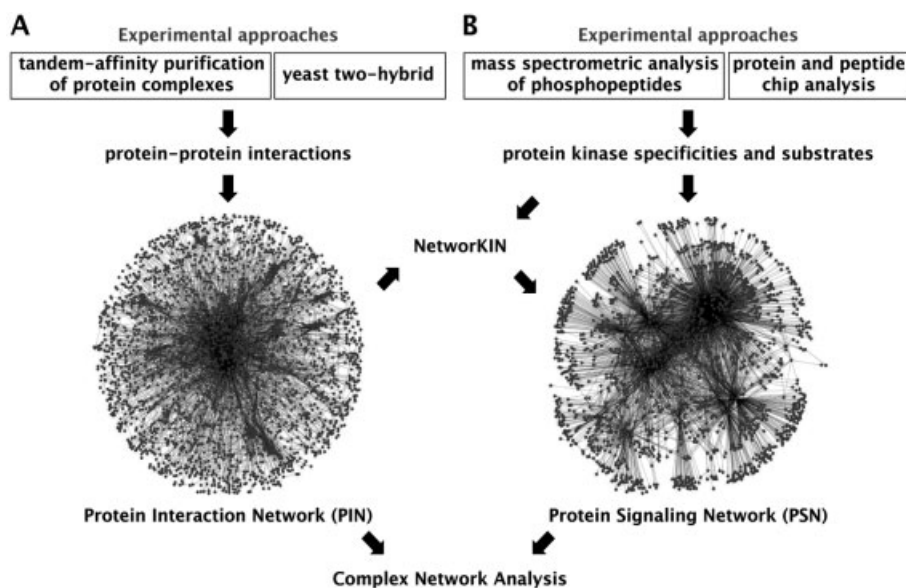 A
Experimental approaches
tandem-affinity purification
of protein complexes
yeast two-hybrid
protein–protein interactions
Protein Interaction Network (PIN)
B
Experimental approaches
mass spectrometric analysis
of phosphopeptides
protein and peptide
chip analysis
protein kinase specificities and substrates
NetworKIN
Protein Signaling Network (PSN)
Complex Network Analysis